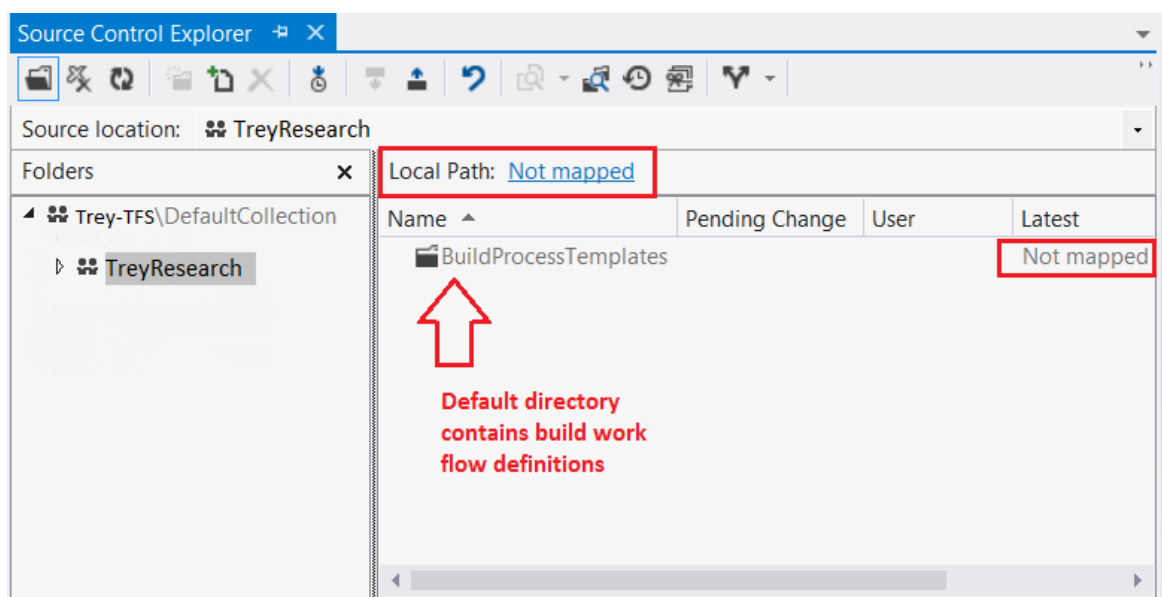 Source Control Explorer
Source location: TreyResearch
Folders
Local Path: Not mapped
Trey-TFS\DefaultCollection
TreyResearch
Name Pending Change User Latest
BuildProcessTemplates Not mapped
Default directory
contains build work
flow definitions